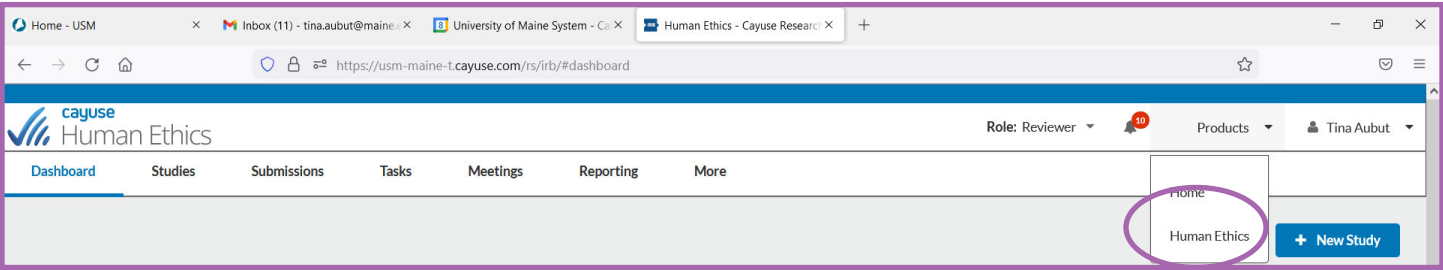 Home - USM
Inbox (11) - tina.aubut@maine.e
8 University of Maine System - Ca
Human Ethics - Cayuse Research
https://usm-maine-t.cayuse.com/rs/irb/#dashboard
cayuse
Human Ethics
Role: Reviewer
10
Products
Tina Aubut
Dashboard Studies Submissions Tasks Meetings Reporting More
Home
Human Ethics
+ New Study